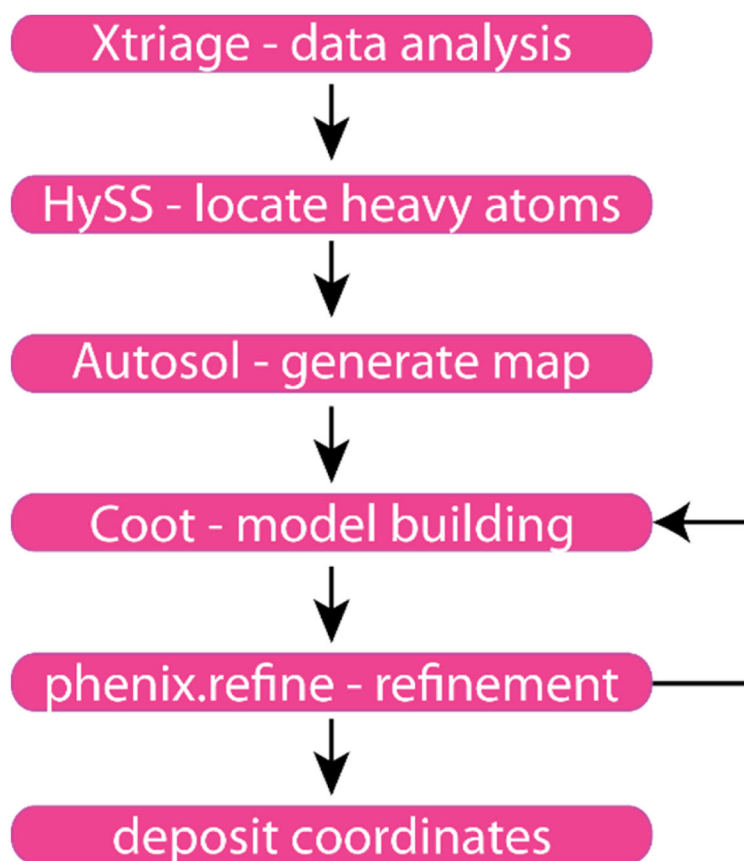 Xtriage - data analysis
HySS - locate heavy atoms
Autosol - generate map
Coot - model building
phenix.refine - refinement
deposit coordinates